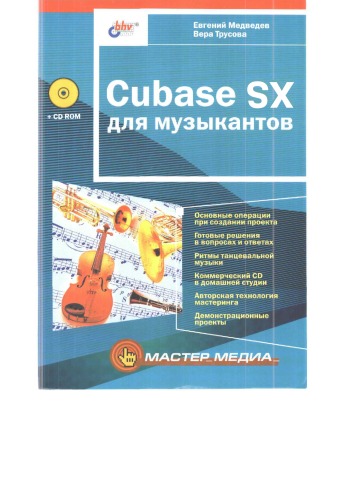 bhv
Евгений Медведев
Вера Трусова
+ CD ROM
Cubase SX
для музыкантов
Основные операции
при создании проекта
Готовые решения
в вопросах и ответах
Ритмы танцевальной
музыки
Коммерческий CD
в домашней студии
Авторская технология
мастеринга
Демонстрационные
проекты
МАСТЕР МЕДИА